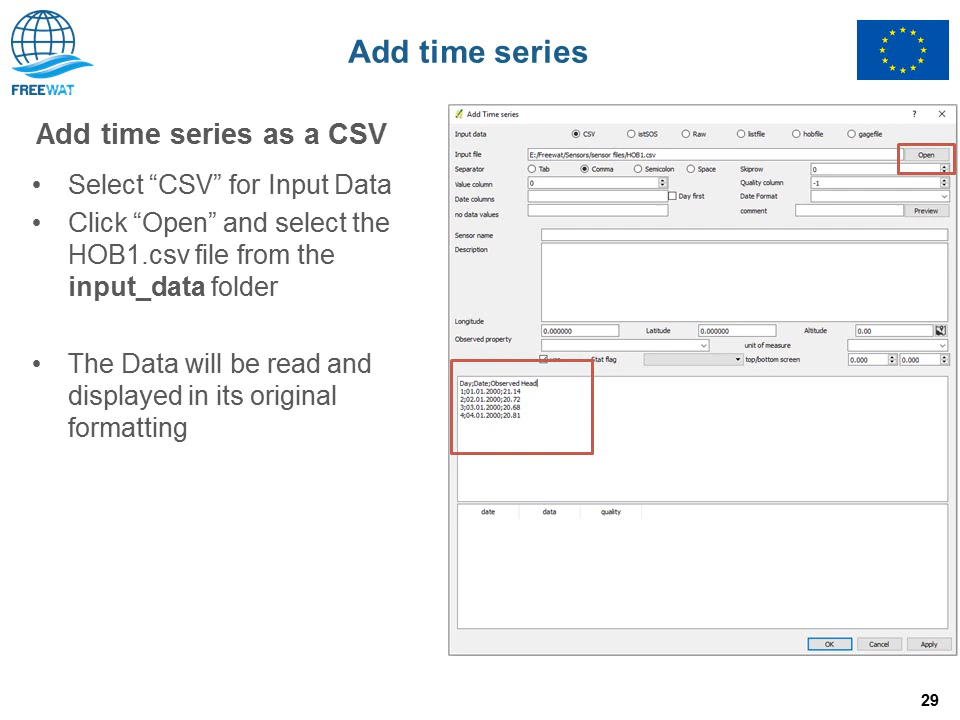 Add time series
FREEWAT
Add time series as a CSV
• Select “CSV” for Input Data
• Click “Open” and select the
HOB1.csv file from the
input_data folder
• The Data will be read and
displayed in its original
formatting
Add Time series ? ✕
Input data CSV istSOS Raw listfile hobfile gagefile
Input file E:/Freewat/Sensors/sensor files/HOB1.csv Open
Separator Tab Comma Semicolon Space Skiprow 0
Value column 0 Quality column -1
Date columns Day first Date Format
no data values comment Preview
Sensor name
Description
Longitude 0.000000 Latitude 0.000000 Altitude 0.00
Observed property unit of measure
Stat flag top/bottom screen 0.000 0.000
Day;Date;Observed Head
1;01.01.2000;21.14
2;02.01.2000;20.72
3;03.01.2000;20.68
4;04.01.2000;20.81
date data quality
OK Cancel Apply
29